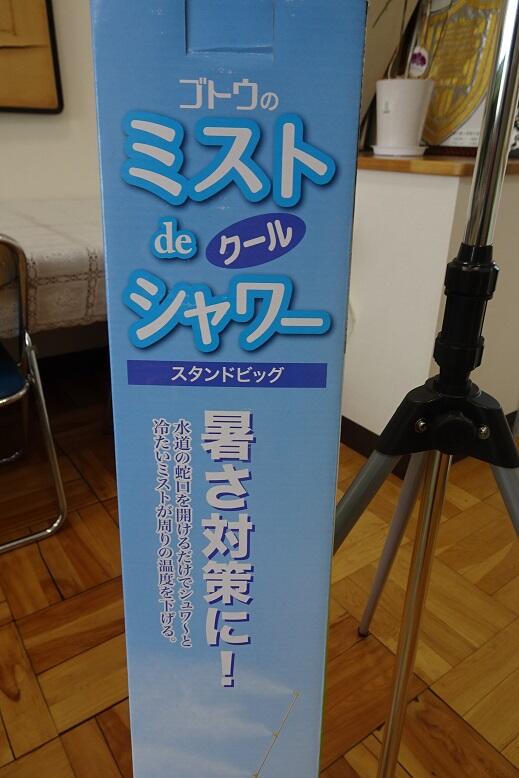 ゴトウの
ミスト
de クール
シャワー
スタンドビッグ
暑さ対策に!
水道の蛇口を開けるだけでジュワ〜と
冷たいミストが周りの温度を下げる。